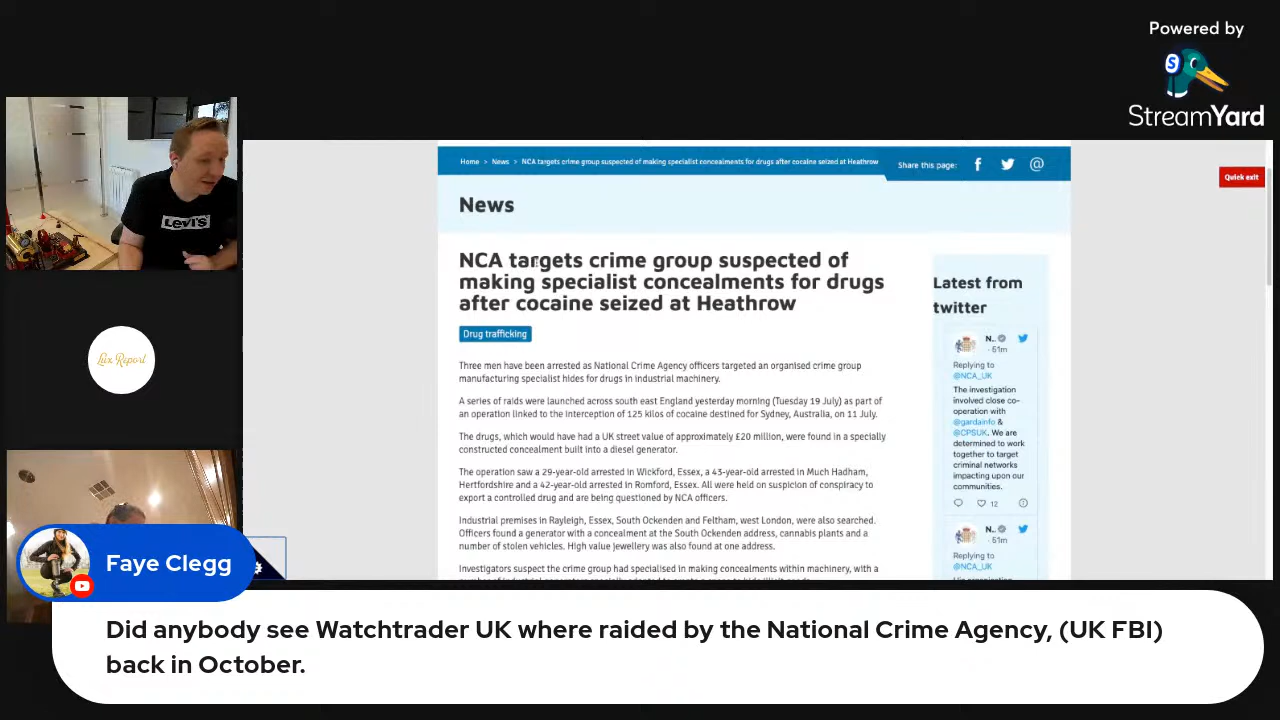 Powered by
StreamYard
Home > News > NCA targets crime group suspected of making specialist concealments for drugs after cocaine seized at Heathrow
Share this page:
Quick exit
News
NCA targets crime group suspected of
making specialist concealments for drugs
after cocaine seized at Heathrow
Drug trafficking
Three men have been arrested as National Crime Agency officers targeted an organised crime group
manufacturing specialist hides for drugs in industrial machinery.
A series of raids were launched across south east England yesterday morning (Tuesday 19 July) as part of
an operation linked to the interception of 125 kilos of cocaine destined for Sydney, Australia, on 11 July.
The drugs, which would have had a UK street value of approximately £20 million, were found in a specially
constructed concealment built into a diesel generator.
The operation saw a 29-year-old arrested in Wickford, Essex, a 43-year-old arrested in Much Hadham,
Hertfordshire and a 42-year-old arrested in Romford, Essex. All were held on suspicion of conspiracy to
export a controlled drug and are being questioned by NCA officers.
Industrial premises in Rayleigh, Essex, South Ockenden and Feltham, west London, were also searched.
Officers found a generator with a concealment at the South Ockenden address, cannabis plants and a
number of stolen vehicles. High value jewellery was also found at one address.
Investigators suspect the crime group had specialised in making concealments within machinery, with a
Latest from
twitter
N..
· 51m
Replying to
@NCA_UK
The investigation
involved close co-
operation with
@gardainfo &
@CPSUK. We are
determined to work
together to target
criminal networks
impacting upon our
communities.
12
N..
· 51m
Replying to
@NCA_UK
LEVI'S
Lux Report
Faye Clegg
Did anybody see Watchtrader UK where raided by the National Crime Agency, (UK FBI)
back in October.